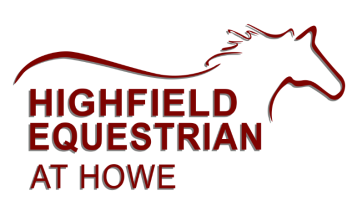 HIGHFIELD
EQUESTRIAN
AT HOWE